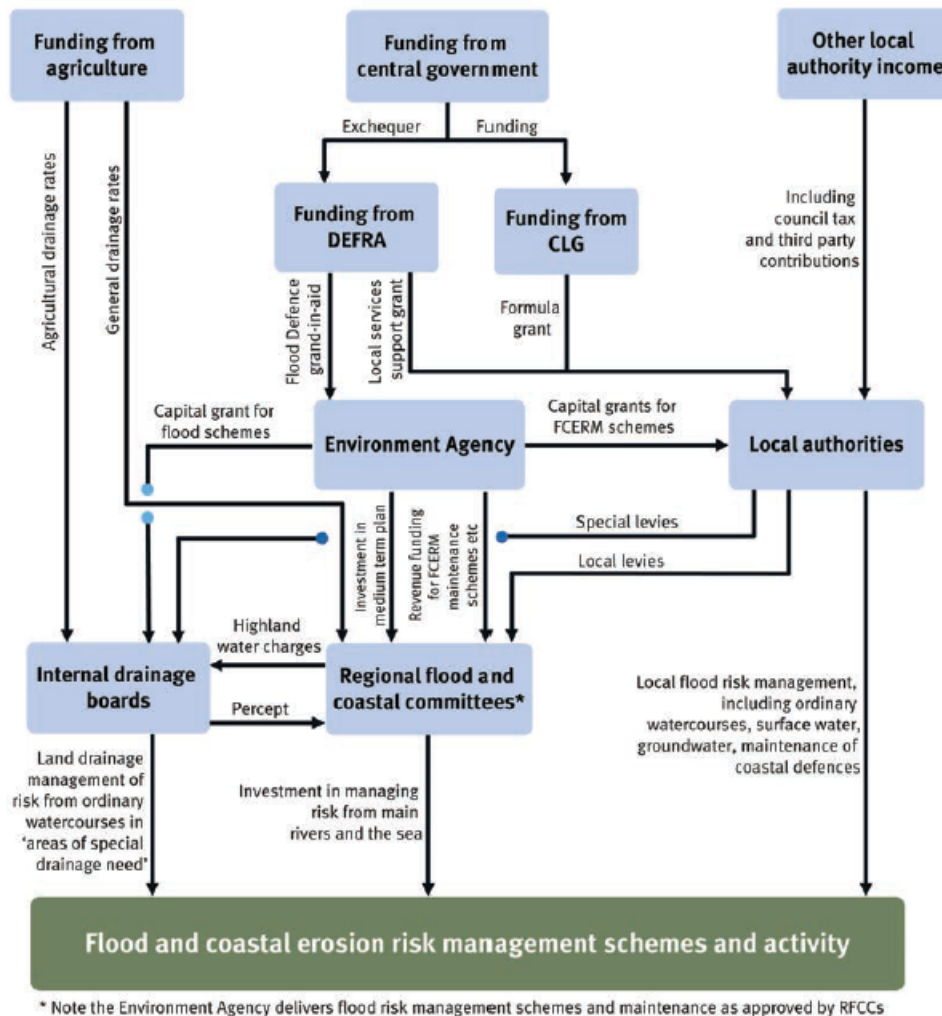 Funding from
agriculture
Funding from
central government
Other local
authority income
Exchequer
Funding
Agricultural drainage rates
General drainage rates
Funding from
DEFRA
Funding from
CLG
Including
council tax
and third party
contributions
Flood Defence
grand-in-aid
Local services
support grant
Formula
grant
Capital grant for
flood schemes
Environment Agency
Capital grants for
FCERM schemes
Local authorities
Investment in
medium term plan
Revenue funding
for FCERM
maintenance
schemes etc
Special levies
Local levies
Highland
water charges
Internal drainage
boards
Regional flood and
coastal committees*
Percept
Local flood risk management,
including ordinary
watercourses, surface water,
groundwater, maintenance of
coastal defences
Land drainage
management of
risk from ordinary
watercourses in
‘areas of special
drainage need’
Investment in managing
risk from main
rivers and the sea
Flood and coastal erosion risk management schemes and activity
* Note the Environment Agency delivers flood risk management schemes and maintenance as approved by RFCCs